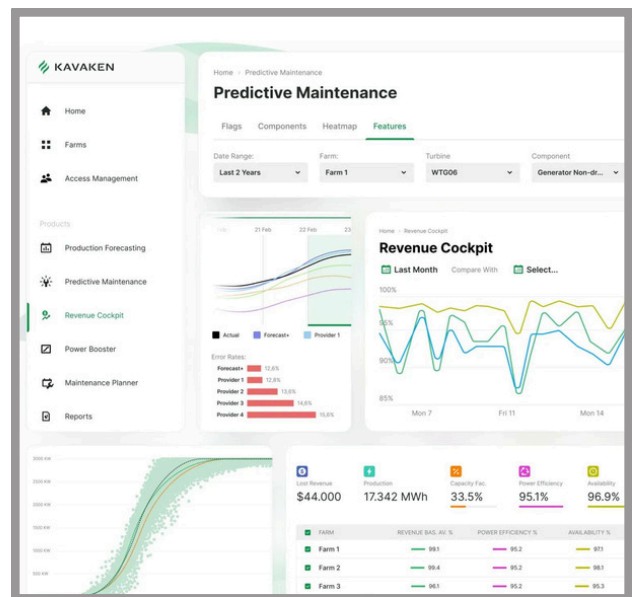 KAVAKEN
Home
Farms
Access Management
Products
Production Forecasting
Predictive Maintenance
Revenue Cockpit
Power Booster
Maintenance Planner
Reports
Home › Predictive Maintenance
Predictive Maintenance
Flags Components Heatmap Features
Date Range: Farm: Turbine Component
Last 2 Years Farm 1 WTG06 Generator Non-dr...
21 Feb 22 Feb 23
Actual Forecast+ Provider 1
Error Rates:
Forecast+ 12,6%
Provider 1 12,8%
Provider 2 13,6%
Provider 3 14,6%
Provider 4 15,6%
Home › Revenue Cockpit
Revenue Cockpit
Last Month Compare With Select...
100%
95%
90%
85%
Mon 7 Fri 11 Mon 14
3000 KW
2500 KW
2000 KW
1500 KW
1000 KW
500 KW
Lost Revenue Production Capacity Fac. Power Efficiency Availability
$44.000 17.342 MWh 33.5% 95.1% 96.9%
FARM REVENUE BAS. AV. % POWER EFFICIENCY % AVAILABILITY %
Farm 1 99.1 95.2 97.1
Farm 2 99.4 95.2 98.1
Farm 3 96.1 95.2 95.3